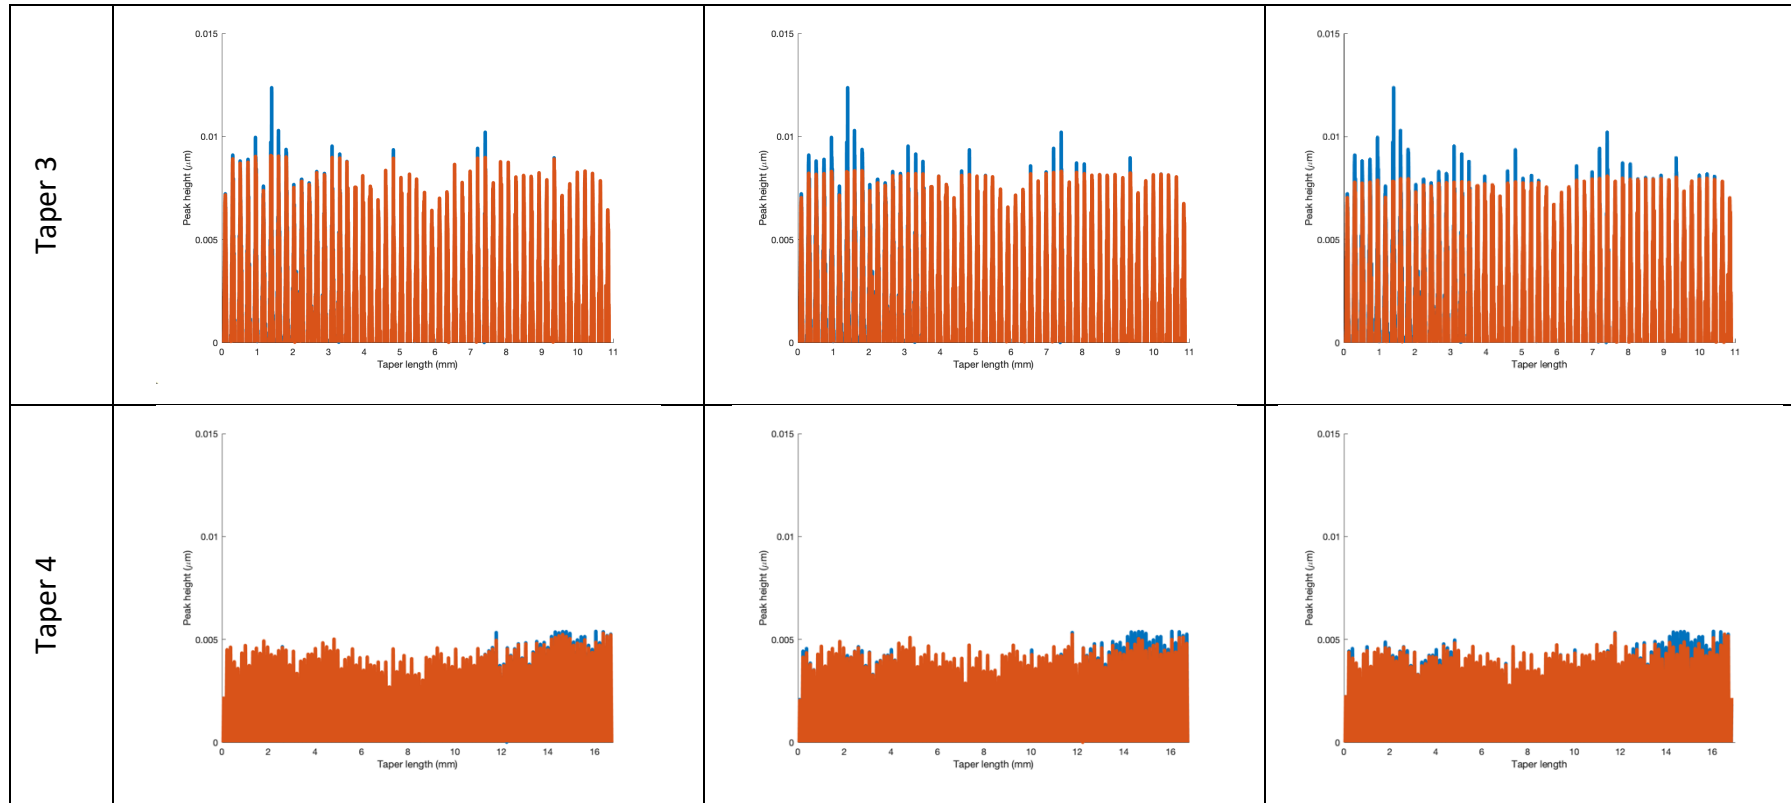 Taper 3
0.015
0.01
0.005
0
Peak height (μm)
0 1 2 3 4 5 6 7 8 9 10 11
Taper length (mm)
0.015
0.01
0.005
0
Peak height (μm)
0 1 2 3 4 5 6 7 8 9 10 11
Taper length (mm)
0.015
0.01
0.005
0
Peak height (μm)
0 1 2 3 4 5 6 7 8 9 10 11
Taper length
Taper 4
0.015
0.01
0.005
0
Peak height (μm)
0 2 4 6 8 10 12 14 16
Taper length (mm)
0.015
0.01
0.005
0
Peak height (μm)
0 2 4 6 8 10 12 14 16
Taper length (mm)
0.015
0.01
0.005
0
Peak height (μm)
0 2 4 6 8 10 12 14 16
Taper length